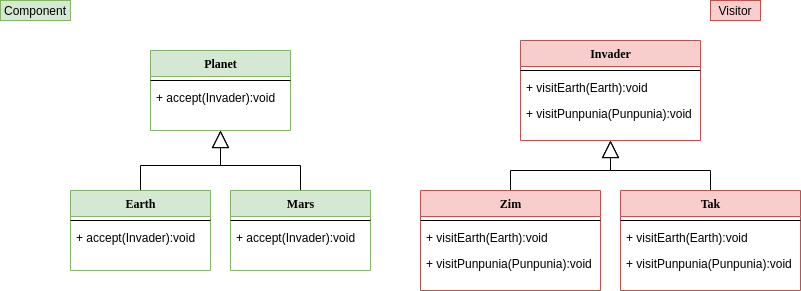 Component
Visitor
Planet
+ accept(Invader):void
Invader
+ visitEarth(Earth):void
+ visitPunpunia(Punpunia):void
Earth
+ accept(Invader):void
Mars
+ accept(Invader):void
Zim
+ visitEarth(Earth):void
+ visitPunpunia(Punpunia):void
Tak
+ visitEarth(Earth):void
+ visitPunpunia(Punpunia):void